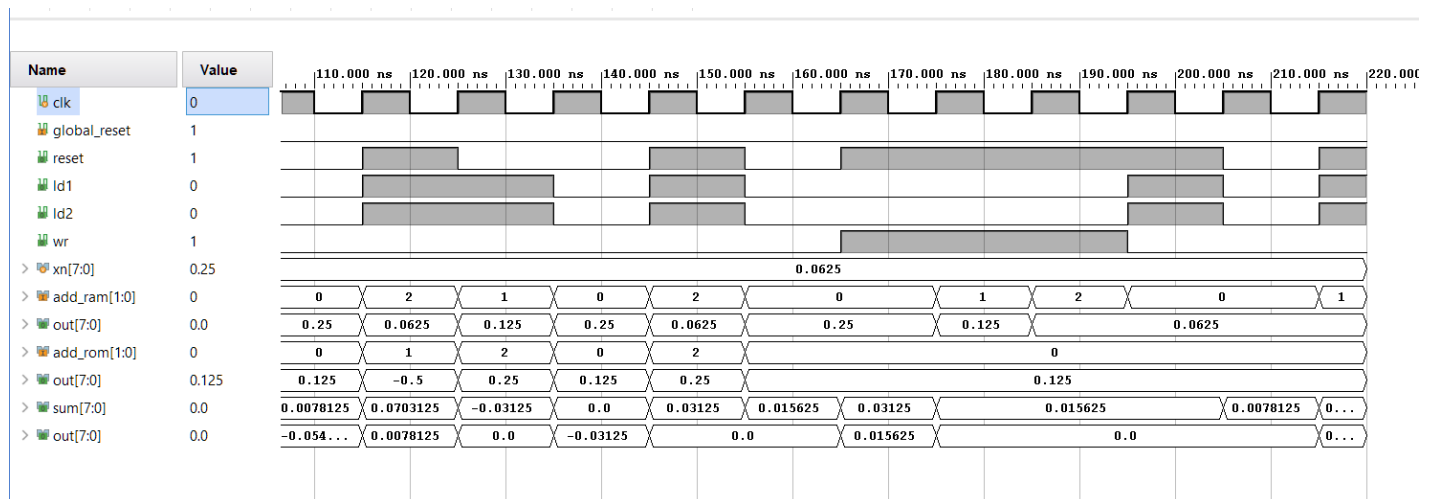 Name Value 110.000 ns 120.000 ns 130.000 ns 140.000 ns 150.000 ns 160.000 ns 170.000 ns 180.000 ns 190.000 ns 200.000 ns 210.000 ns 220.000
clk 0
global_reset 1
reset 1
ld1 0
ld2 0
wr 1
xn[7:0] 0.25 0.0625
add_ram[1:0] 0 0 2 1 0 2 0 1 2 0 1
out[7:0] 0.0 0.25 0.0625 0.125 0.25 0.0625 0.25 0.125 0.0625
add_rom[1:0] 0 0 1 2 0 2 0
out[7:0] 0.125 0.125 -0.5 0.25 0.125 0.25 0.125
sum[7:0] 0.0 0.0078125 0.0703125 -0.03125 0.0 0.03125 0.015625 0.03125 0.015625 0.0078125 0...
out[7:0] 0.0 -0.054... 0.0078125 0.0 -0.03125 0.0 0.015625 0.0 0...